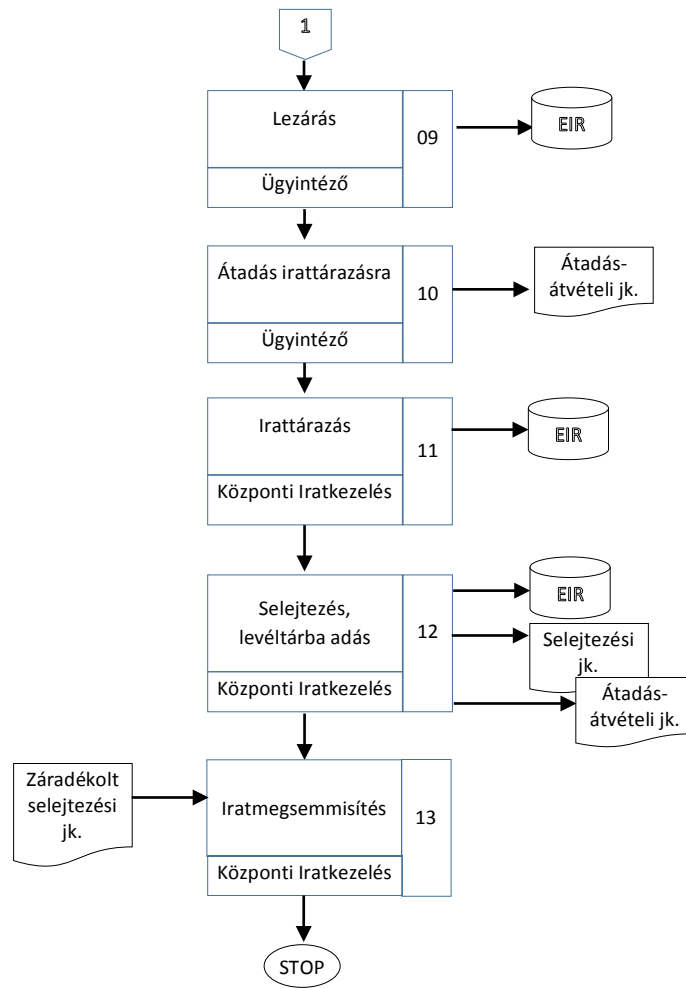 1
Lezárás
09
EIR
Ügyintéző
Átadás irattárazásra
10
Átadás-
átvételi jk.
Ügyintéző
Irattárazás
11
EIR
Központi Iratkezelés
Selejtezés,
levéltárba adás
12
EIR
Selejtezési
jk.
Központi Iratkezelés
Átadás-
átvételi jk.
Záradékolt
selejtezési
jk.
Iratmegsemmisítés
13
Központi Iratkezelés
STOP